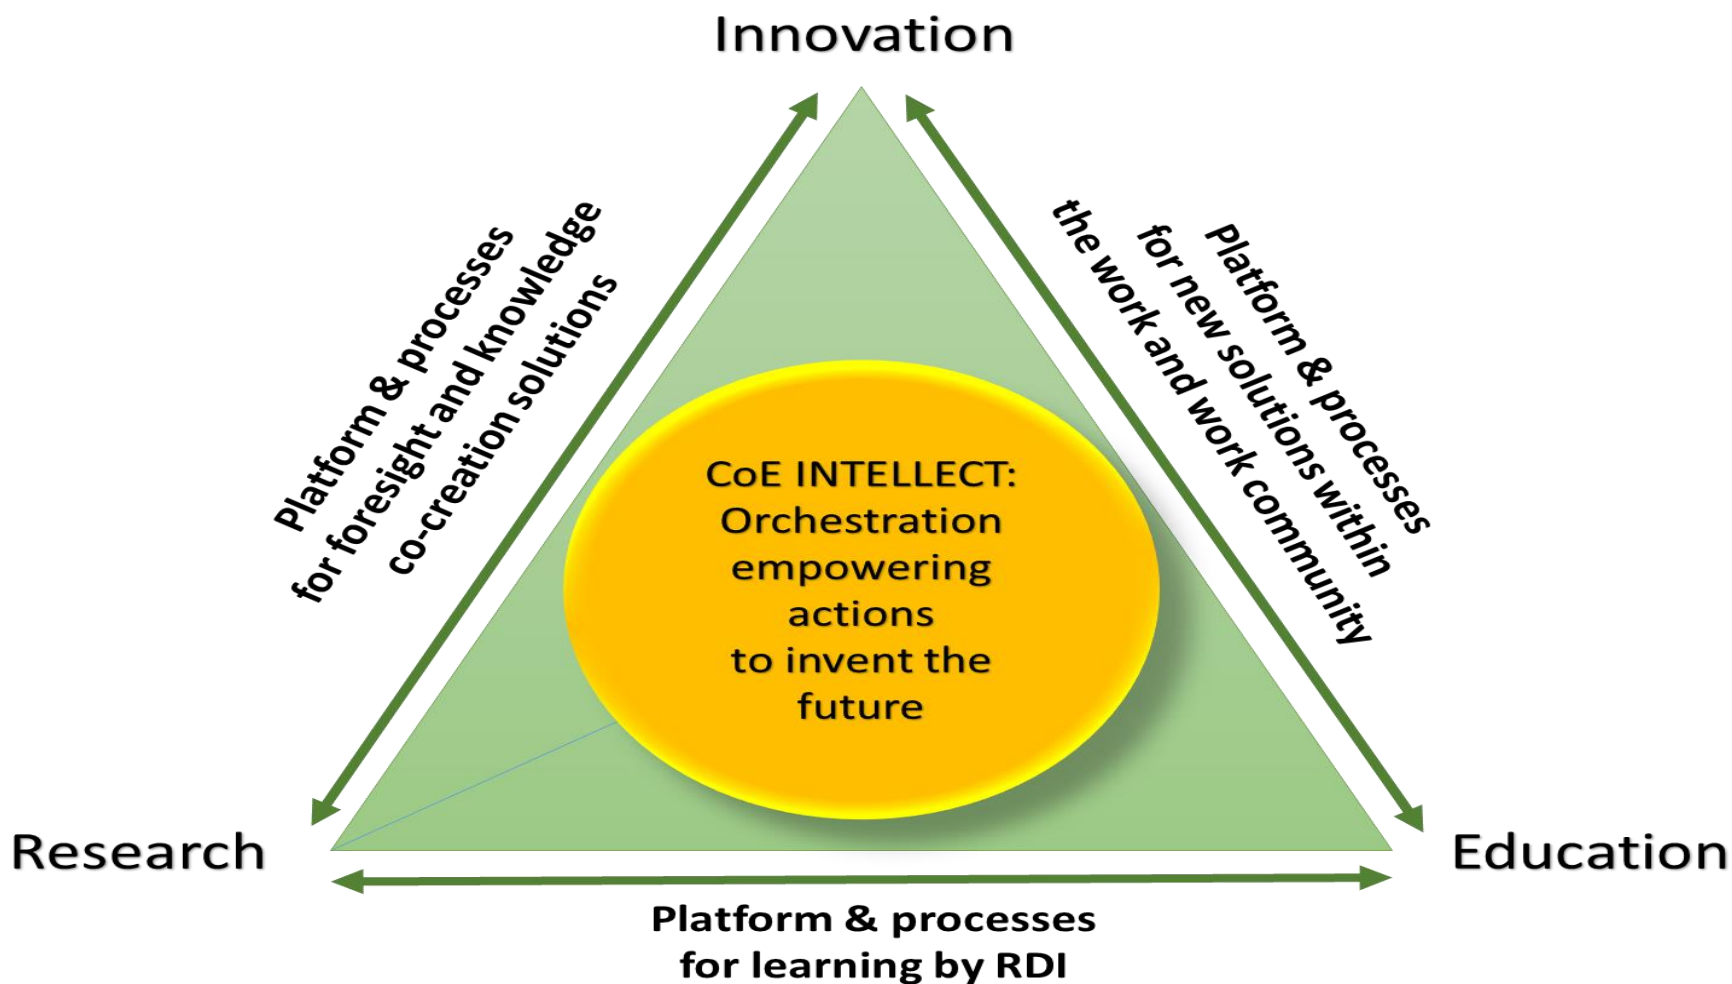 Innovation
Platform & processes
for foresight and knowledge
co-creation solutions
Platform & processes
for new solutions within
the work and work community
CoE INTELLECT:
Orchestration
empowering
actions
to invent the
future
Research
Education
Platform & processes
for learning by RDI